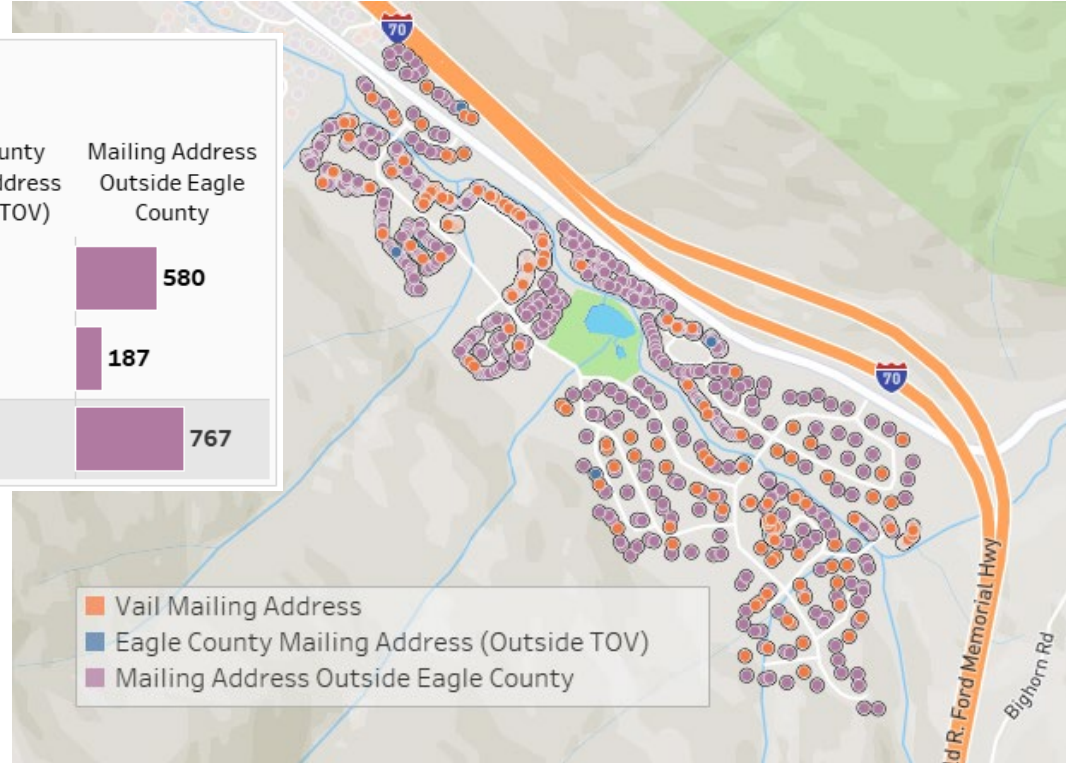 70
unty
ddress
TOV)
Mailing Address
Outside Eagle
County
580
187
767
70
Vail Mailing Address
Eagle County Mailing Address (Outside TOV)
Mailing Address Outside Eagle County
d R. Ford Memorial Hwy
Bighorn Rd